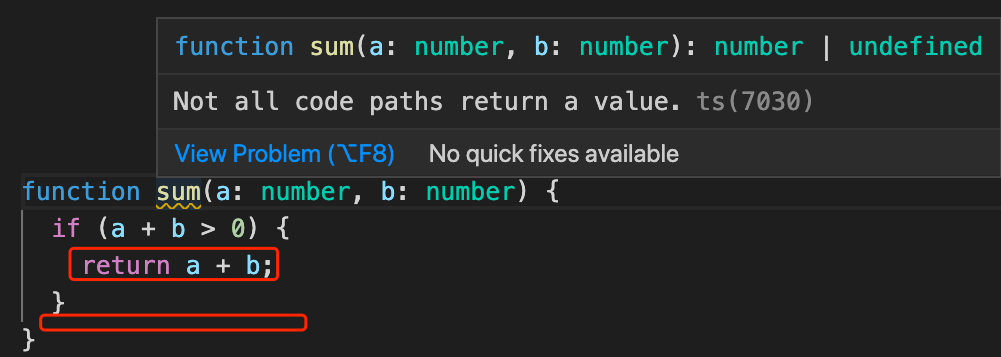 function sum(a: number, b: number): number | undefined
Not all code paths return a value. ts(7030)
View Problem (⌥F8) No quick fixes available
function sum(a: number, b: number) {
if (a + b > 0) {
return a + b;
}
}